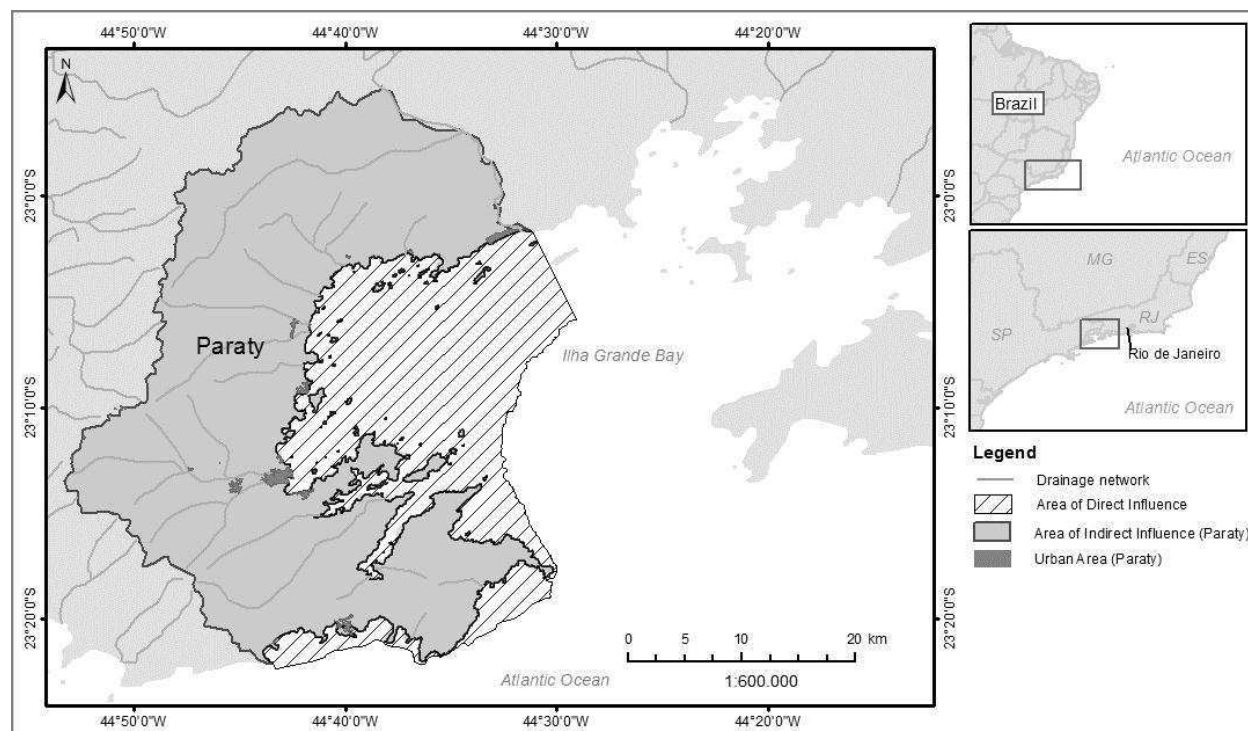 44°50'0"W 44°40'0"W 44°30'0"W 44°20'0"W
N
23°0'0"S
23°10'0"S
23°20'0"S
Paraty
Ilha Grande Bay
Atlantic Ocean
0 5 10 20 km
1:600.000
23°0'0"S
23°10'0"S
23°20'0"S
44°50'0"W 44°40'0"W 44°30'0"W 44°20'0"W
Brazil
Atlantic Ocean
MG ES
SP RJ
Rio de Janeiro
Atlantic Ocean
Legend
Drainage network
Area of Direct Influence
Area of Indirect Influence (Paraty)
Urban Area (Paraty)